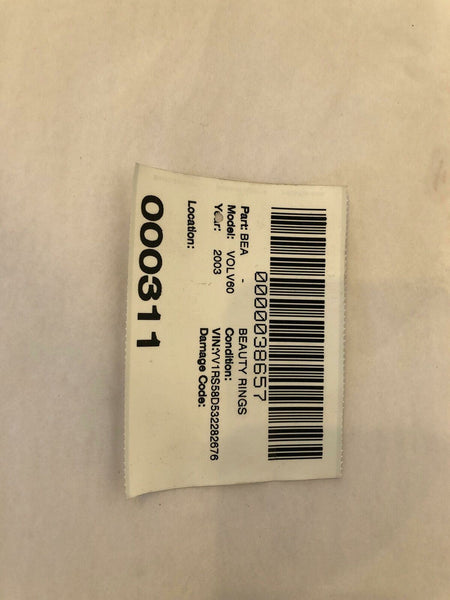 0000038657
Part: BEA - BEAUTY RINGS
Model: VOLV60 Condition:
Year: 2003 VIN:YV1RS58D532282676
Damage Code:
Location:
000311